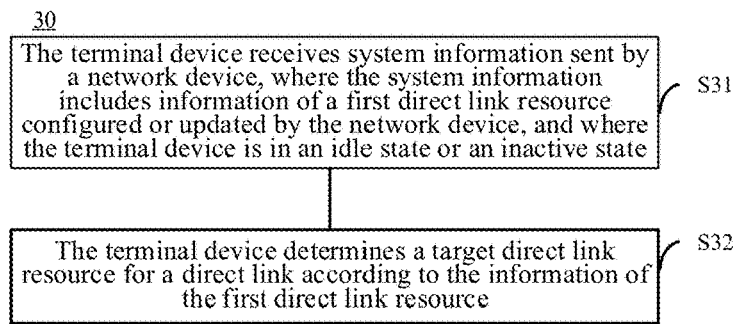 30
The terminal device receives system information sent by
a network device, where the system information
includes information of a first direct link resource
configured or updated by the network device, and where
the terminal device is in an idle state or an inactive state
S31
The terminal device determines a target direct link
resource for a direct link according to the information of
the first direct link resource
S32